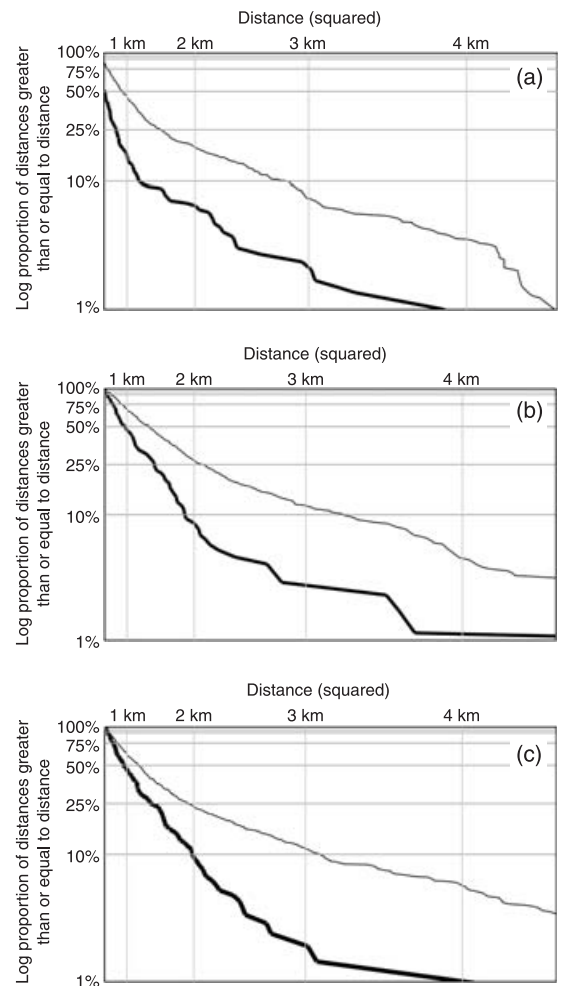 Distance (squared)
1 km 2 km 3 km 4 km
100%
75%
50%
25%
10%
1%
(a)
Log proportion of distances greater
than or equal to distance
Distance (squared)
1 km 2 km 3 km 4 km
100%
75%
50%
25%
10%
1%
(b)
Log proportion of distances greater
than or equal to distance
Distance (squared)
1 km 2 km 3 km 4 km
100%
75%
50%
25%
10%
1%
(c)
Log proportion of distances greater
than or equal to distance